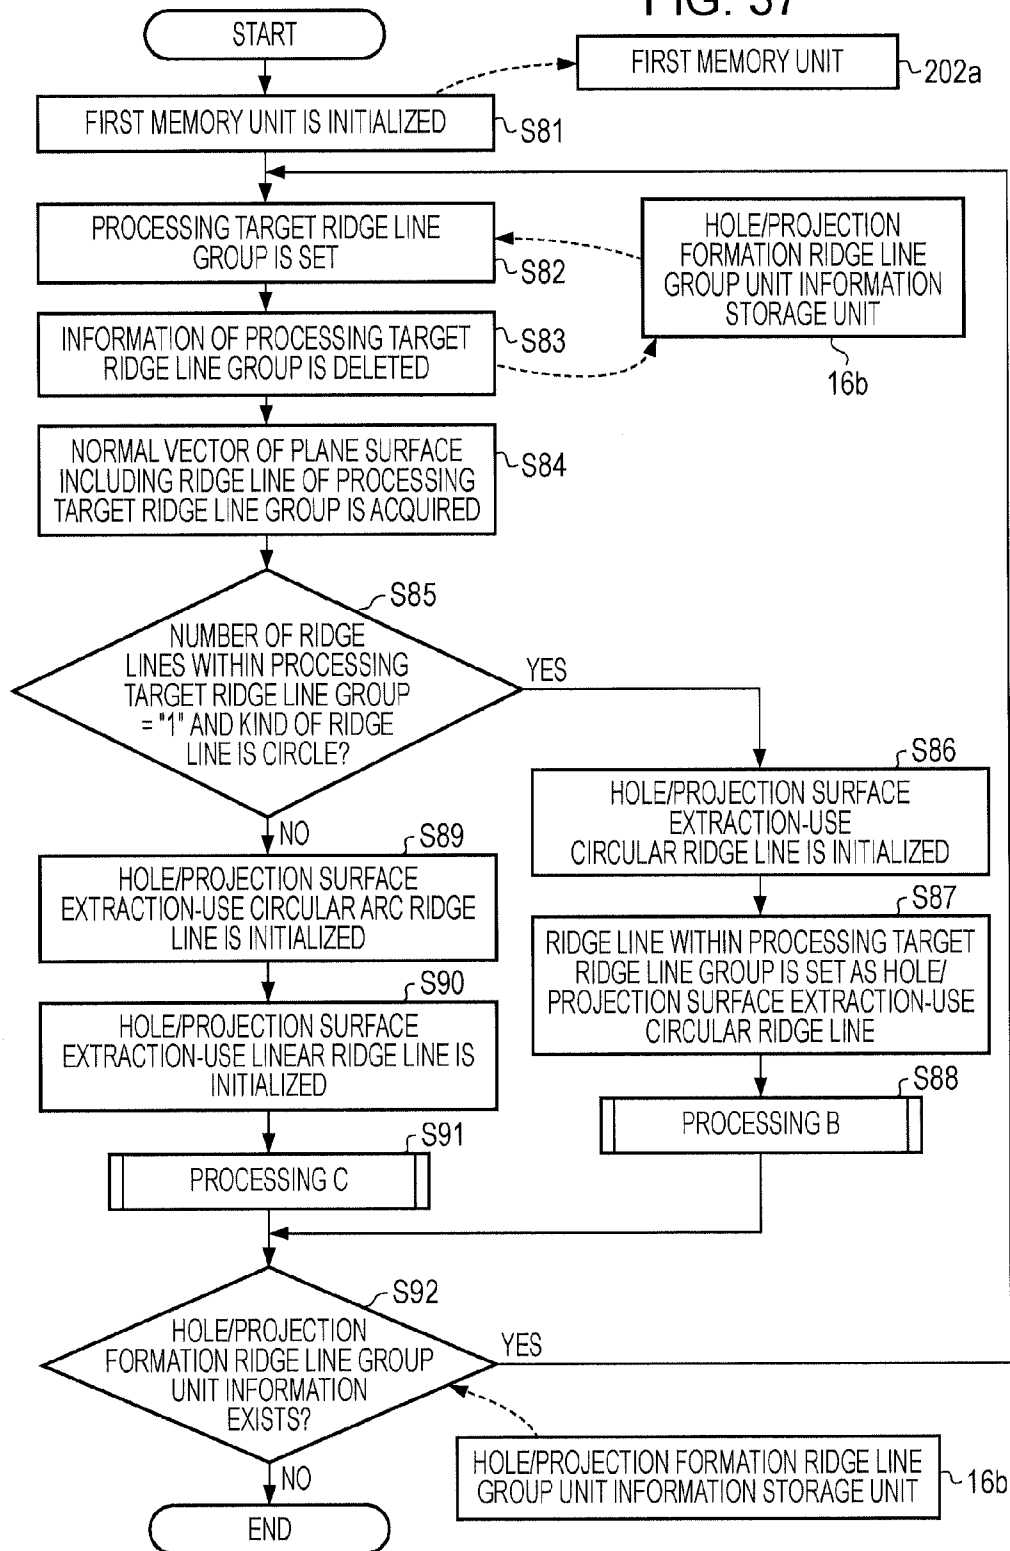 FIG. 37
START
FIRST MEMORY UNIT
202a
FIRST MEMORY UNIT IS INITIALIZED
S81
PROCESSING TARGET RIDGE LINE
GROUP IS SET
S82
HOLE/PROJECTION
FORMATION RIDGE LINE
GROUP UNIT INFORMATION
STORAGE UNIT
16b
INFORMATION OF PROCESSING TARGET
RIDGE LINE GROUP IS DELETED
S83
NORMAL VECTOR OF PLANE SURFACE
INCLUDING RIDGE LINE OF PROCESSING
TARGET RIDGE LINE GROUP IS ACQUIRED
S84
S85
NUMBER OF RIDGE
LINES WITHIN PROCESSING
TARGET RIDGE LINE GROUP
= "1" AND KIND OF RIDGE
LINE IS CIRCLE?
YES
NO
S86
HOLE/PROJECTION SURFACE
EXTRACTION-USE
CIRCULAR RIDGE LINE IS INITIALIZED
S87
RIDGE LINE WITHIN PROCESSING TARGET
RIDGE LINE GROUP IS SET AS HOLE/
PROJECTION SURFACE EXTRACTION-USE
CIRCULAR RIDGE LINE
S88
PROCESSING B
S89
HOLE/PROJECTION SURFACE
EXTRACTION-USE CIRCULAR ARC RIDGE
LINE IS INITIALIZED
S90
HOLE/PROJECTION SURFACE
EXTRACTION-USE LINEAR RIDGE LINE IS
INITIALIZED
S91
PROCESSING C
S92
HOLE/PROJECTION
FORMATION RIDGE LINE GROUP
UNIT INFORMATION
EXISTS?
YES
NO
HOLE/PROJECTION FORMATION RIDGE LINE
GROUP UNIT INFORMATION STORAGE UNIT
16b
END